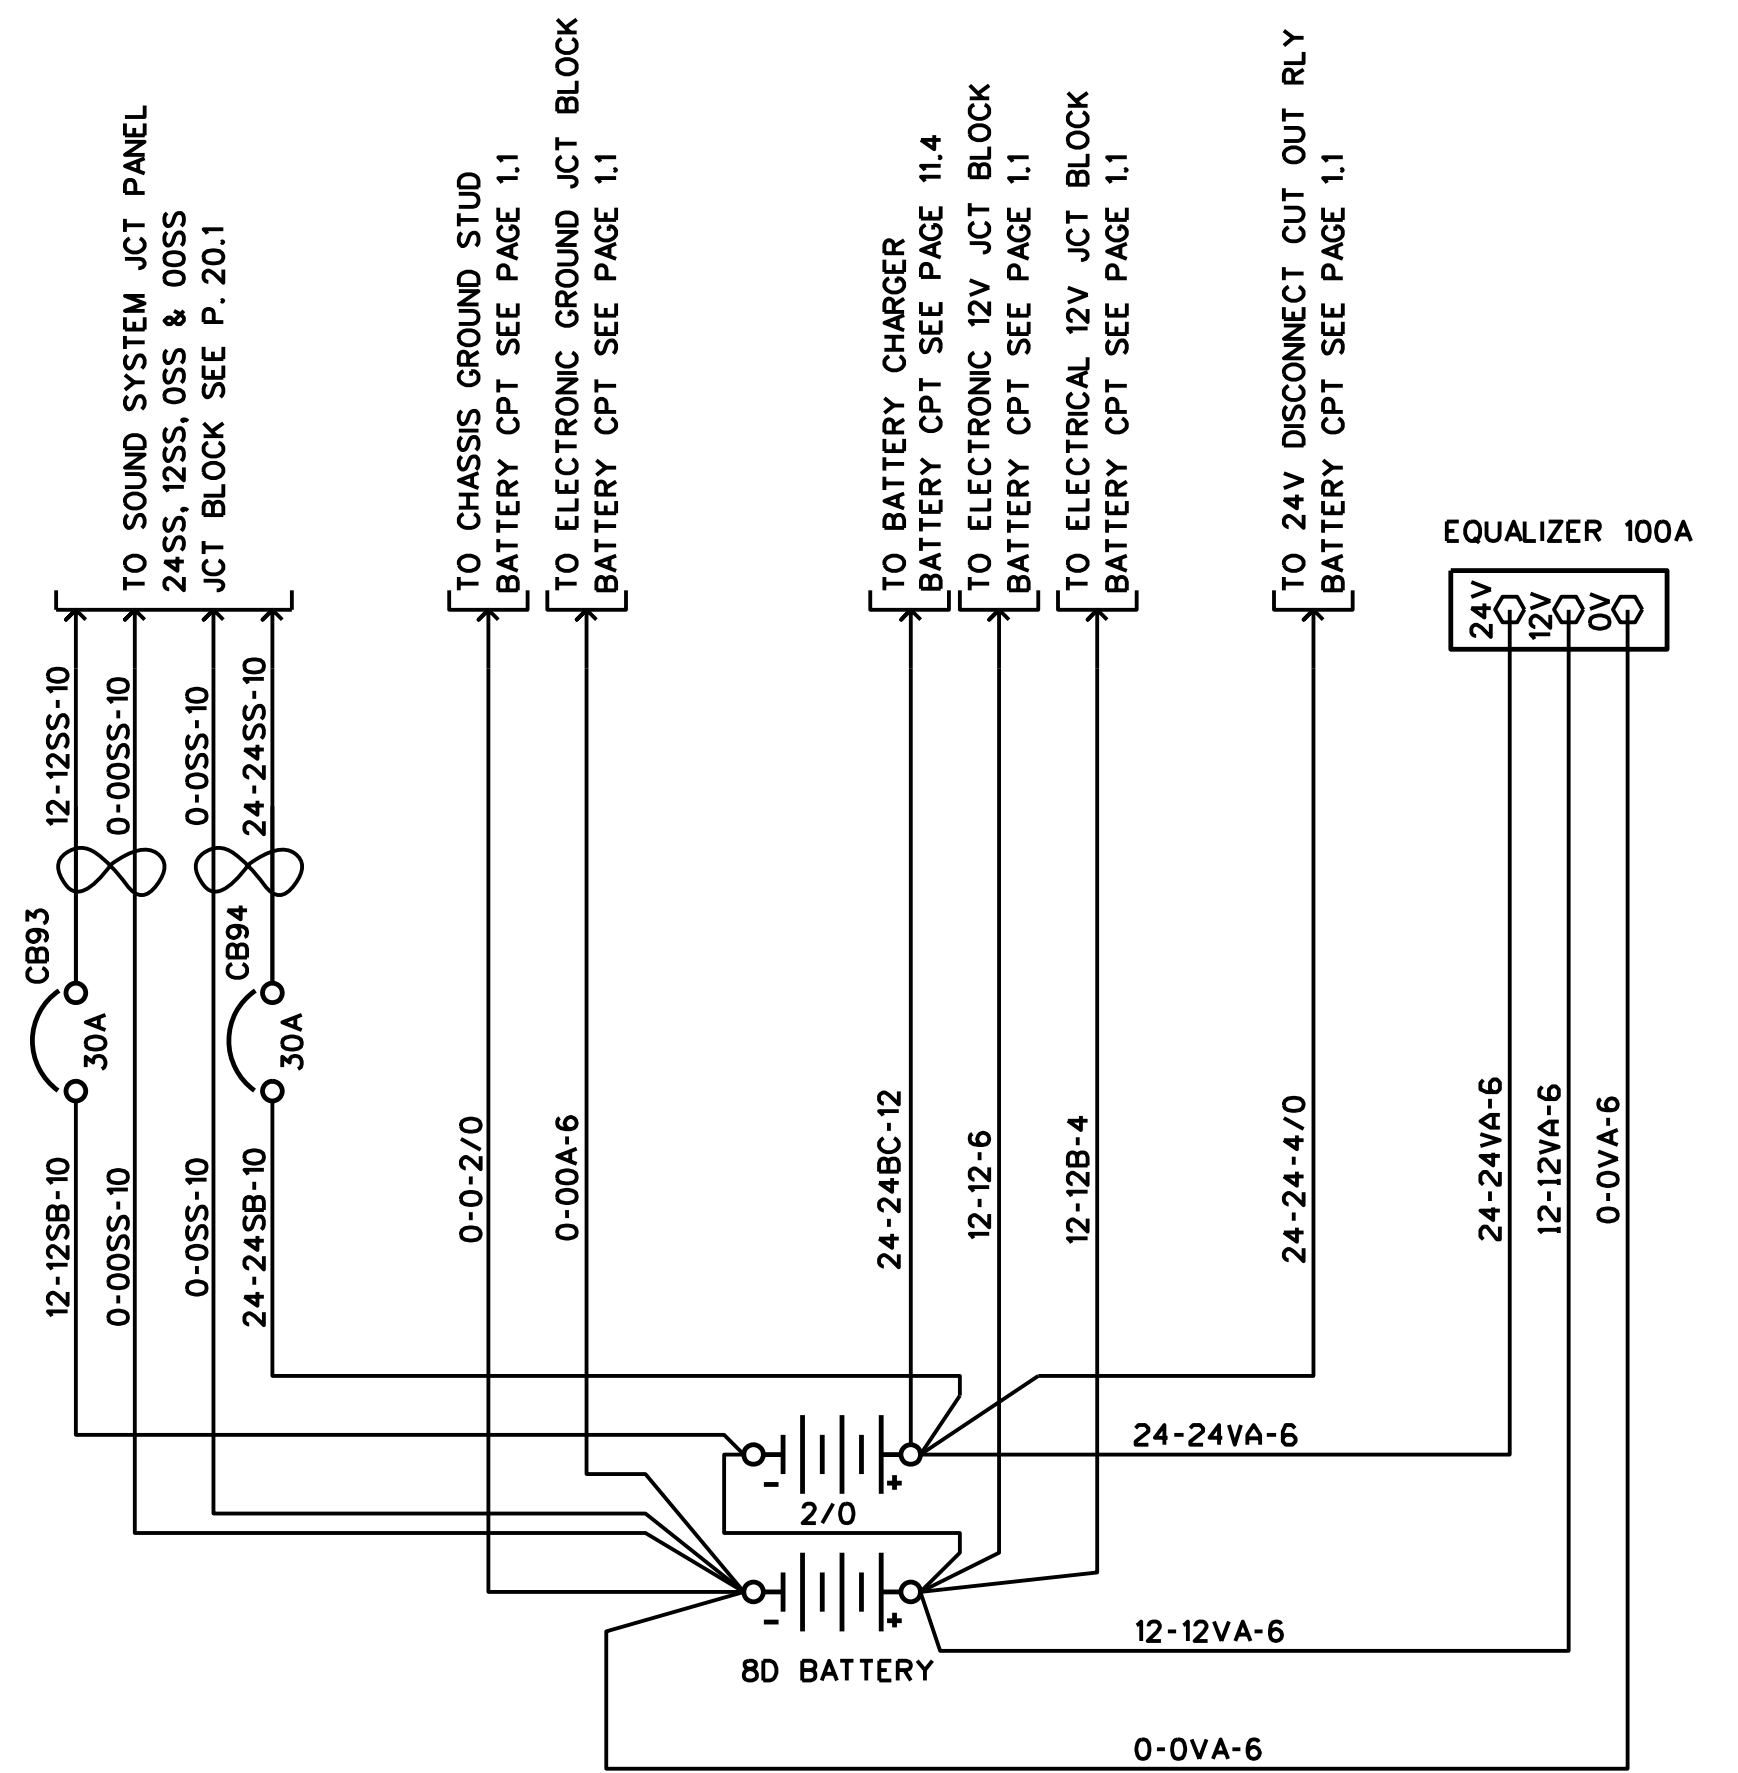 TO SOUND SYSTEM JCT PANEL
24SS, 12SS, 0SS & 00SS
JCT BLOCK SEE P. 20.1
TO CHASSIS GROUND STUD
BATTERY CPT SEE PAGE 1.1
TO ELECTRONIC GROUND JCT BLOCK
BATTERY CPT SEE PAGE 1.1
TO BATTERY CHARGER
BATTERY CPT SEE PAGE 11.4
TO ELECTRONIC 12V JCT BLOCK
BATTERY CPT SEE PAGE 1.1
TO ELECTRICAL 12V JCT BLOCK
BATTERY CPT SEE PAGE 1.1
TO 24V DISCONNECT CUT OUT RLY
BATTERY CPT SEE PAGE 1.1
EQUALIZER 100A
24V
12V
0V
12-12SS-10
0-00SS-10
0-0SS-10
24-24SS-10
CB93
30A
CB94
30A
12-12SB-10
0-00SS-10
0-0SS-10
24-24SB-10
0-0-2/0
0-00A-6
24-24BC-12
12-12-6
12-12B-4
24-24-4/0
24-24VA-6
12-12VA-6
0-0VA-6
24-24VA-6
- +
2/0
- +
12-12VA-6
8D BATTERY
0-0VA-6